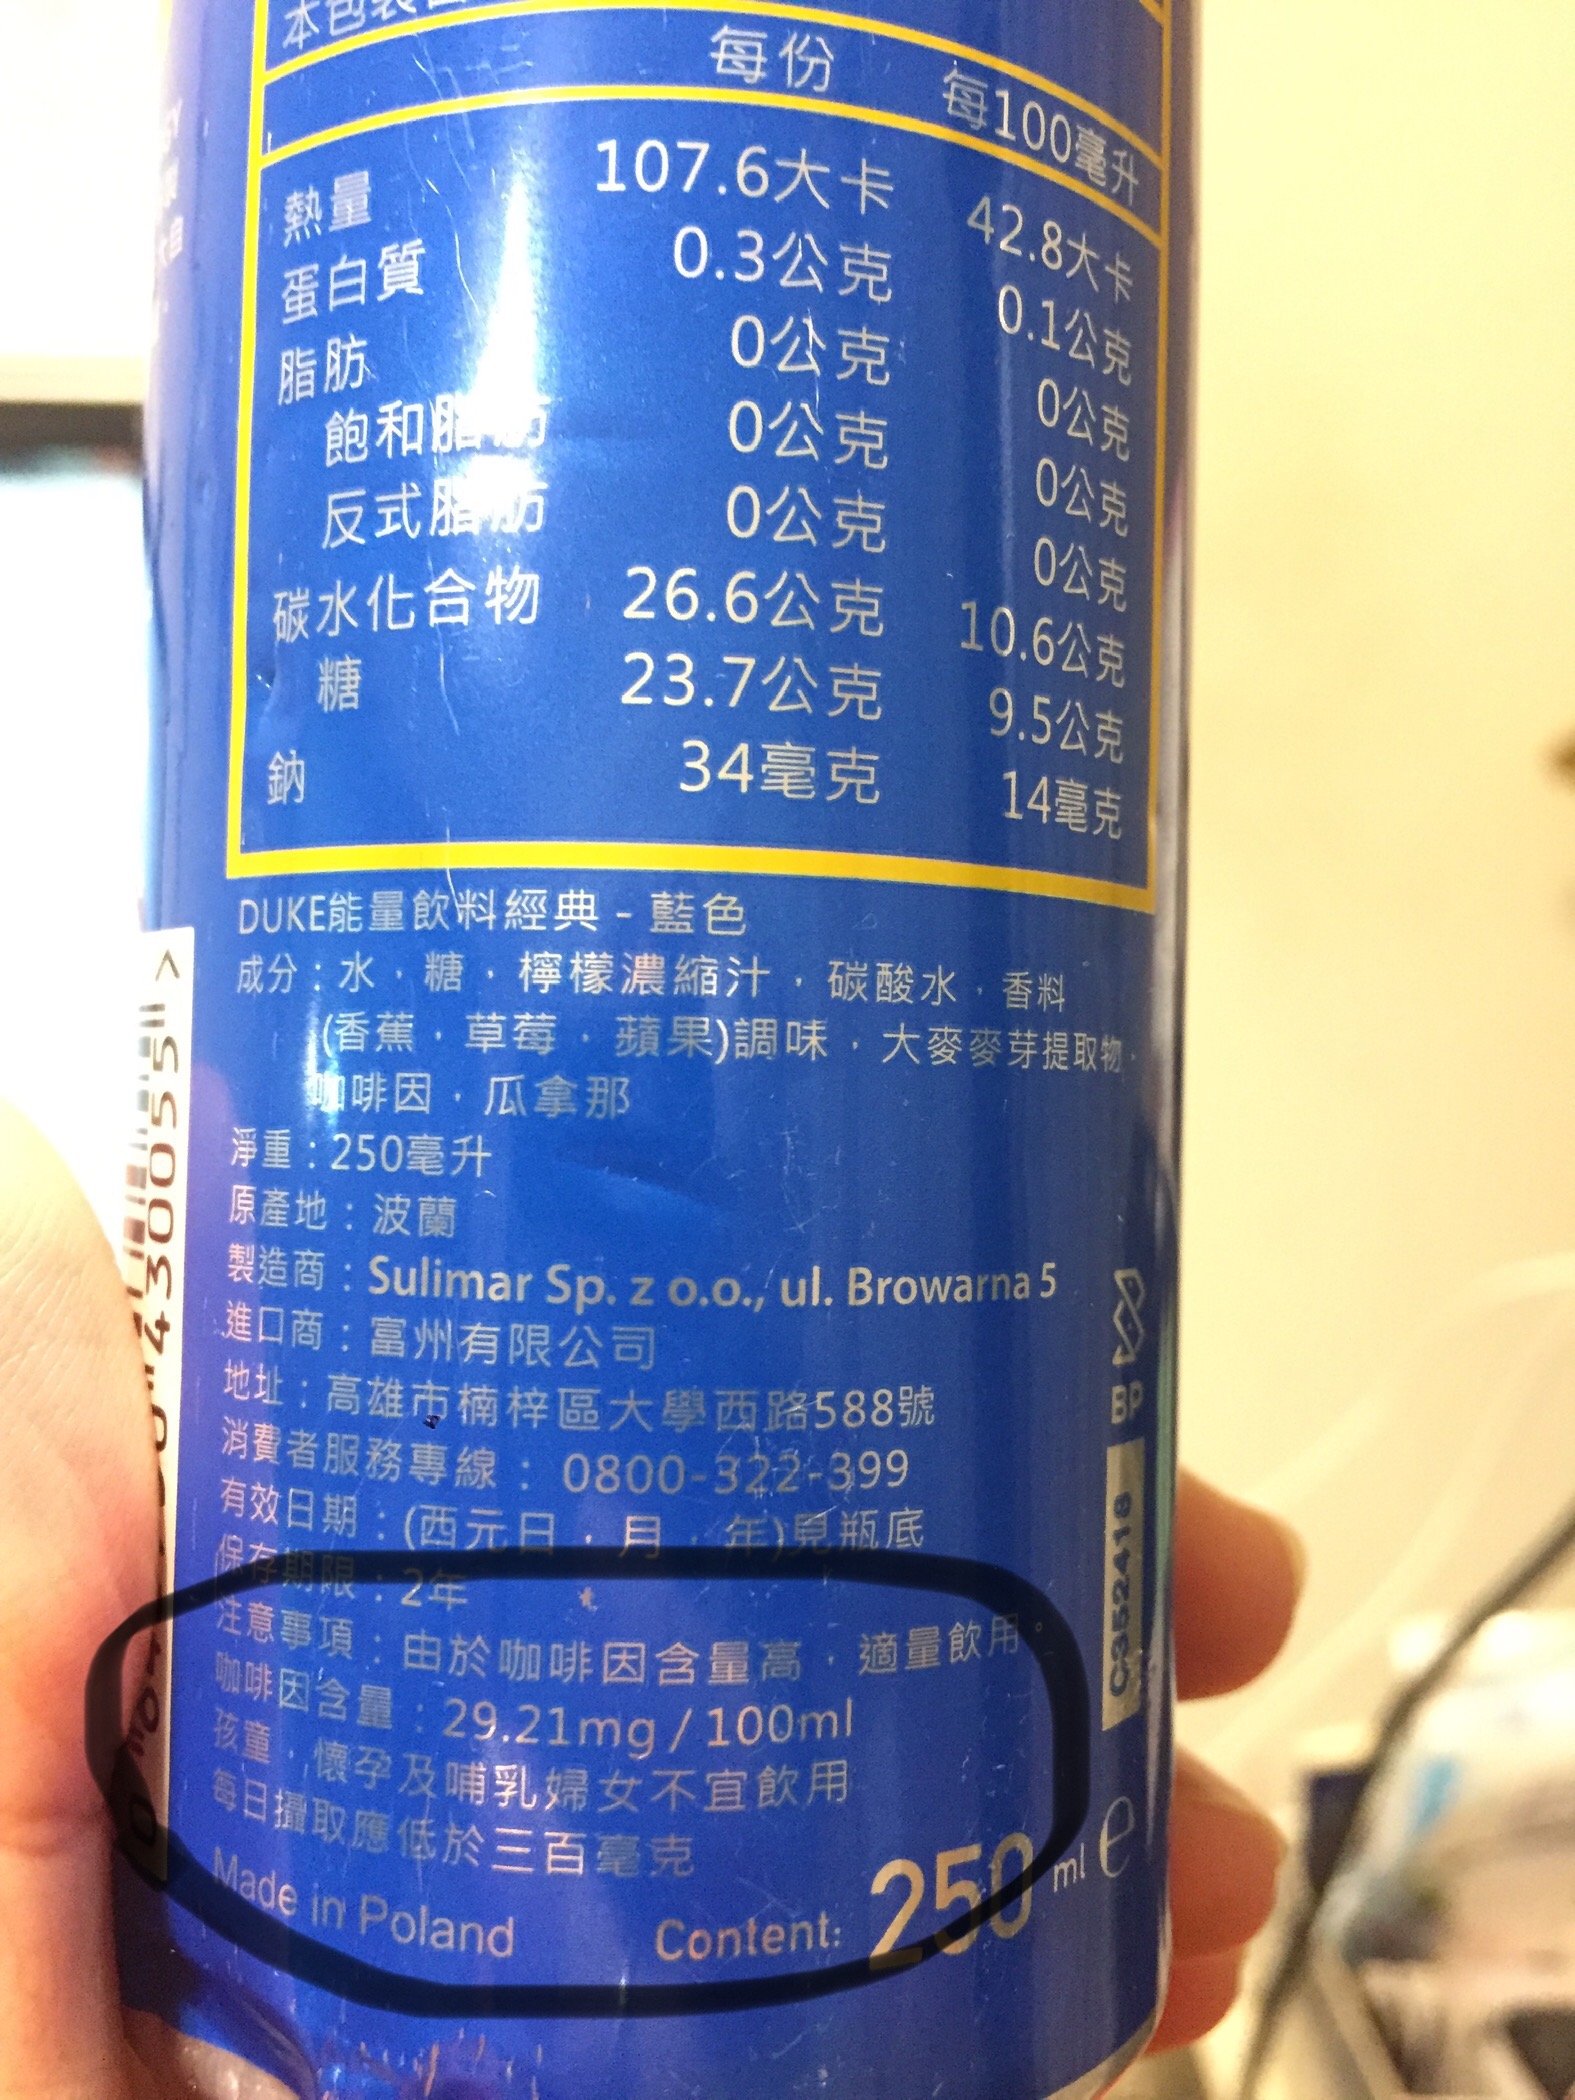 本包裝含
每份 每100毫升
熱量 107.6大卡 42.8大卡
蛋白質 0.3公克 0.1公克
脂肪 0公克 0公克
飽和脂肪 0公克 0公克
反式脂肪 0公克 0公克
碳水化合物 26.6公克 10.6公克
糖 23.7公克 9.5公克
鈉 34毫克 14毫克
DUKE能量飲料經典 - 藍色
成分：水，糖，檸檬濃縮汁，碳酸水，香料
(香蕉，草莓，蘋果)調味，大麥麥芽提取物，
咖啡因，瓜拿那
淨重：250毫升
原產地：波蘭
製造商：Sulimar Sp. z o.o., ul. Browarna 5
進口商：富州有限公司
地址：高雄市楠梓區大學西路588號
消費者服務專線：0800-322-399
有效日期：(西元日，月，年)見瓶底
保存期限：2年
注意事項：由於咖啡因含量高，適量飲用。
咖啡因含量：29.21mg/100ml
孩童，懷孕及哺乳婦女不宜飲用
每日攝取應低於三百毫克
Made in Poland Content: 250 ml e
BP
C352418
430055 >